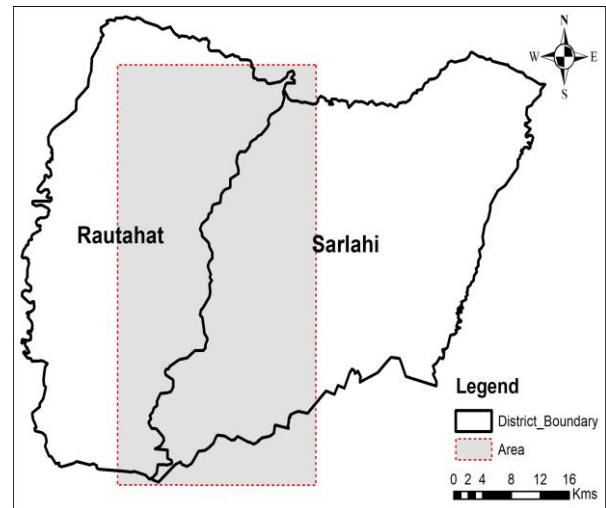 N
W E
S
Rautahat
Sarlahi
Legend
District_Boundary
Area
0 2 4 8 12 16
Kms